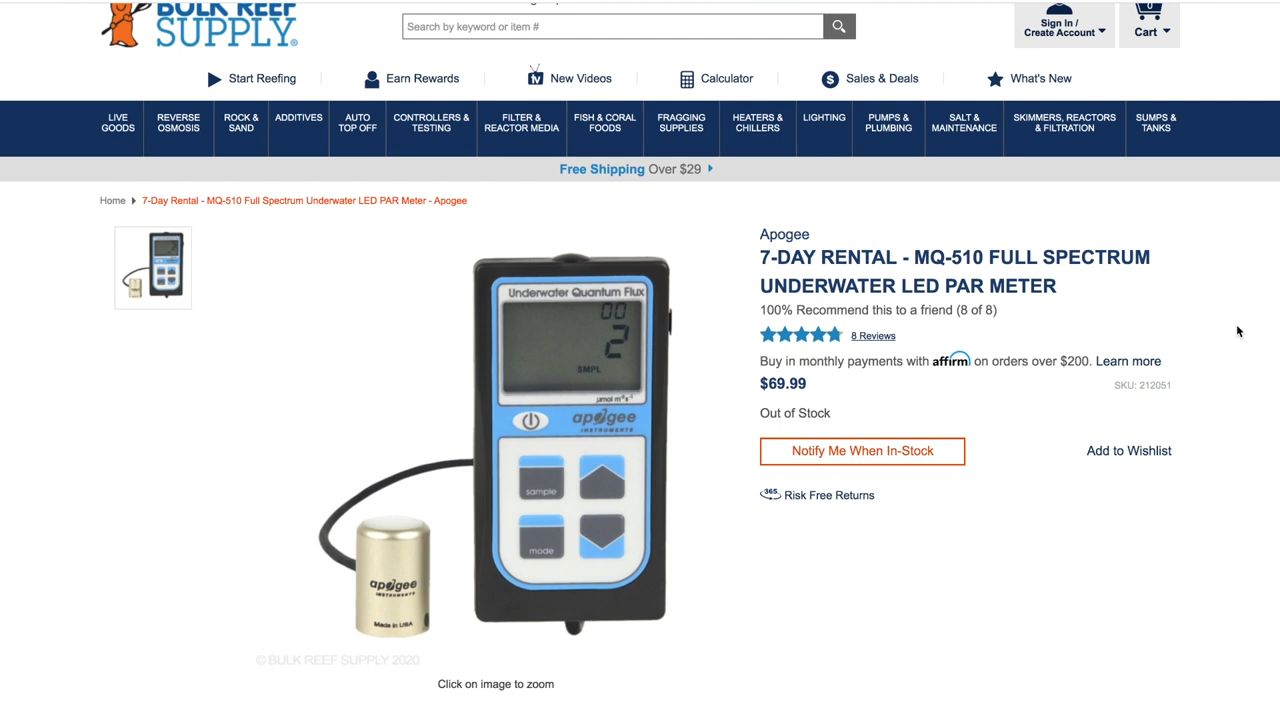 BULK REEF
SUPPLY®
Search by keyword or item #
Sign In /
Create Account
0
Cart
Start Reefing
Earn Rewards
tv
New Videos
Calculator
$
Sales & Deals
What's New
LIVE
GOODS
REVERSE
OSMOSIS
ROCK &
SAND
ADDITIVES
AUTO
TOP OFF
CONTROLLERS &
TESTING
FILTER &
REACTOR MEDIA
FISH & CORAL
FOODS
FRAGGING
SUPPLIES
HEATERS &
CHILLERS
LIGHTING
PUMPS &
PLUMBING
SALT &
MAINTENANCE
SKIMMERS, REACTORS
& FILTRATION
SUMPS &
TANKS
Free Shipping Over $29
Home 7-Day Rental - MQ-510 Full Spectrum Underwater LED PAR Meter - Apogee
Underwater Quantum Flux
00
2
SMPL
µmol m⁻²s⁻¹
apogee
INSTRUMENTS
sample
mode
apogee
INSTRUMENTS
Made in USA
© BULK REEF SUPPLY 2020
Click on image to zoom
Apogee
7-DAY RENTAL - MQ-510 FULL SPECTRUM
UNDERWATER LED PAR METER
100% Recommend this to a friend (8 of 8)
8 Reviews
Buy in monthly payments with affirm on orders over $200. Learn more
$69.99
SKU: 212051
Out of Stock
Notify Me When In-Stock
Add to Wishlist
365
Risk Free Returns